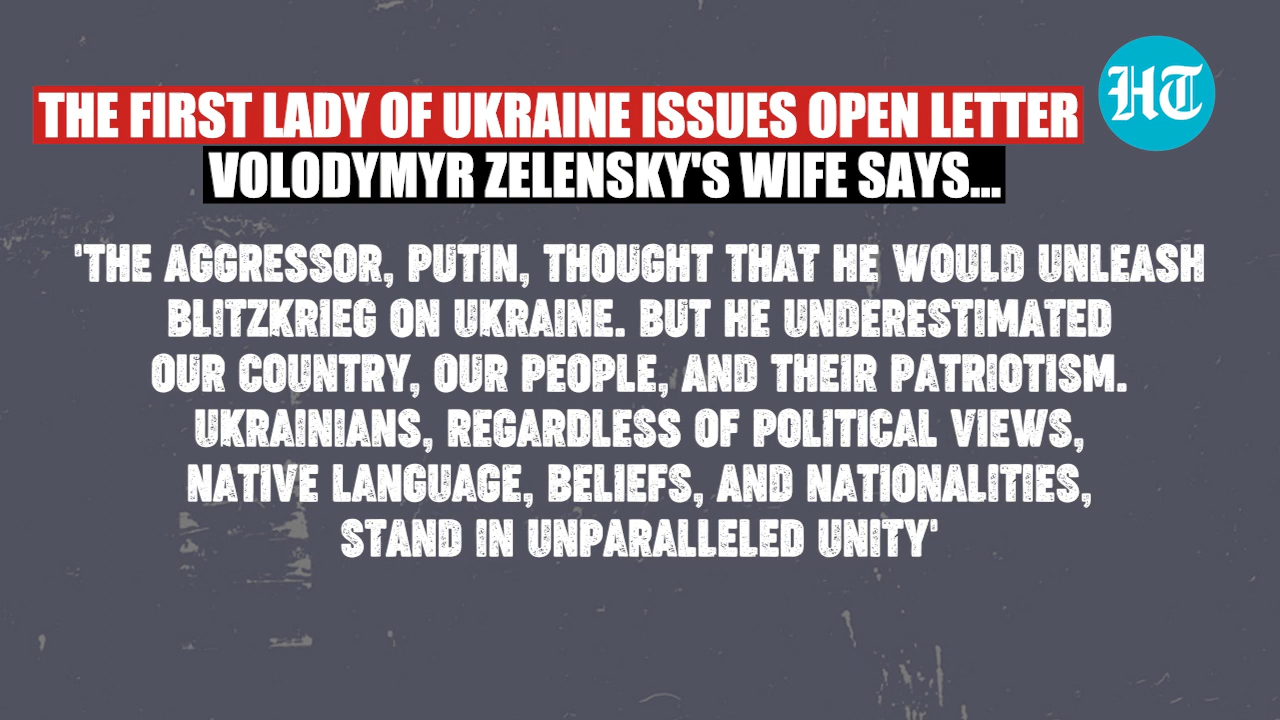 THE FIRST LADY OF UKRAINE ISSUES OPEN LETTER
HT
VOLODYMYR ZELENSKY'S WIFE SAYS...
'THE AGGRESSOR, PUTIN, THOUGHT THAT HE WOULD UNLEASH
BLITZKRIEG ON UKRAINE. BUT HE UNDERESTIMATED
OUR COUNTRY, OUR PEOPLE, AND THEIR PATRIOTISM.
UKRAINIANS, REGARDLESS OF POLITICAL VIEWS,
NATIVE LANGUAGE, BELIEFS, AND NATIONALITIES,
STAND IN UNPARALLELED UNITY'